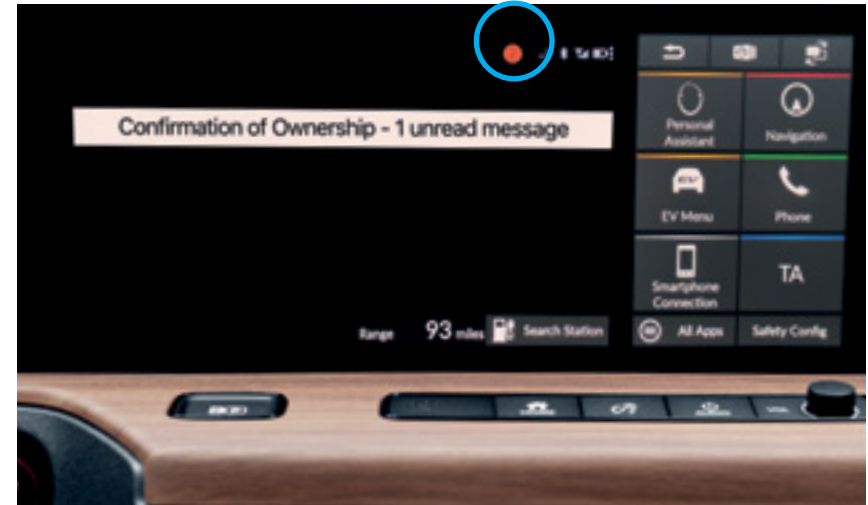 Confirmation of Ownership - 1 unread message
Personal
Assistant
Navigation
EV Menu
Phone
Smartphone
Connection
TA
Range 93 miles Search Station
All Apps
Safety Config